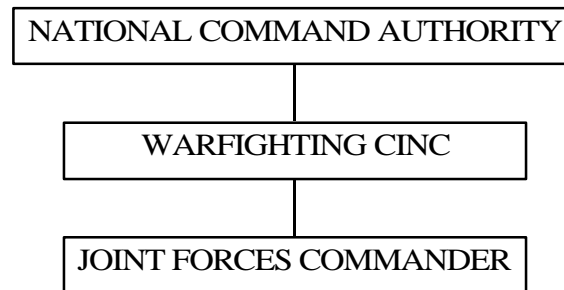 NATIONAL COMMAND AUTHORITY
WARFIGHTING CINC
JOINT FORCES COMMANDER